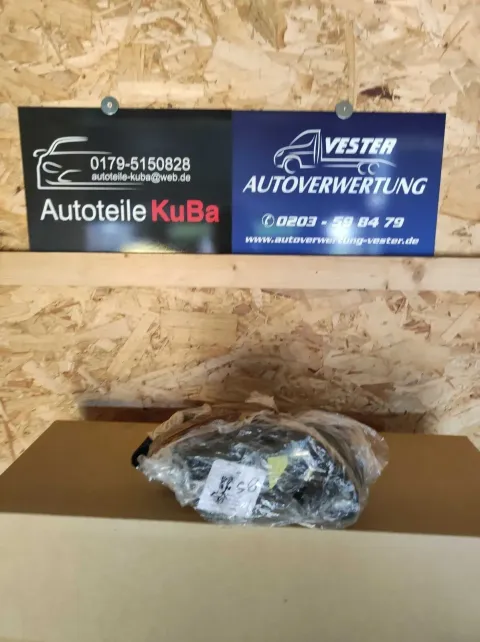 0179-5150828
autoteile-kuba@web.de
Autoteile KuBa
VESTER
AUTOVERWERTUNG
0203 - 59 84 79
www.autoverwertung-vester.de